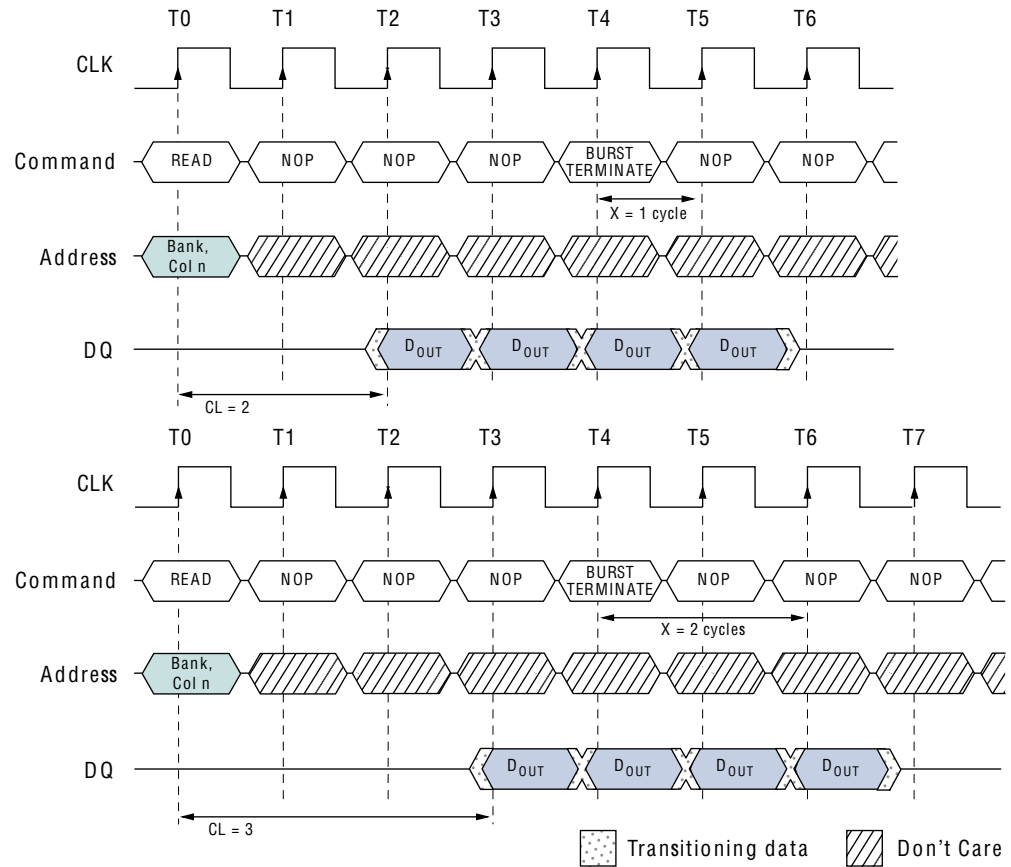 T0 T1 T2 T3 T4 T5 T6
CLK
Command READ NOP NOP NOP BURST TERMINATE NOP NOP
X = 1 cycle
Address Bank, Col n
DQ DOUT DOUT DOUT DOUT
CL = 2
T0 T1 T2 T3 T4 T5 T6 T7
CLK
Command READ NOP NOP NOP BURST TERMINATE NOP NOP NOP
X = 2 cycles
Address Bank, Col n
DQ DOUT DOUT DOUT DOUT
CL = 3
Transitioning data Don't Care